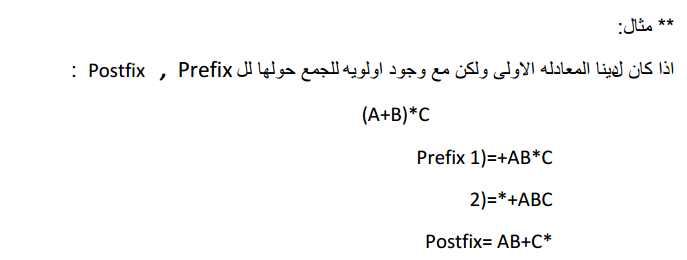 ** مثال:
اذا كان لدينا المعادله الاولى ولكن مع وجود اولويه للجمع حولها لل Prefix , Postfix :
(A+B)*C
Prefix 1)=+AB*C
2)=*+ABC
Postfix= AB+C*